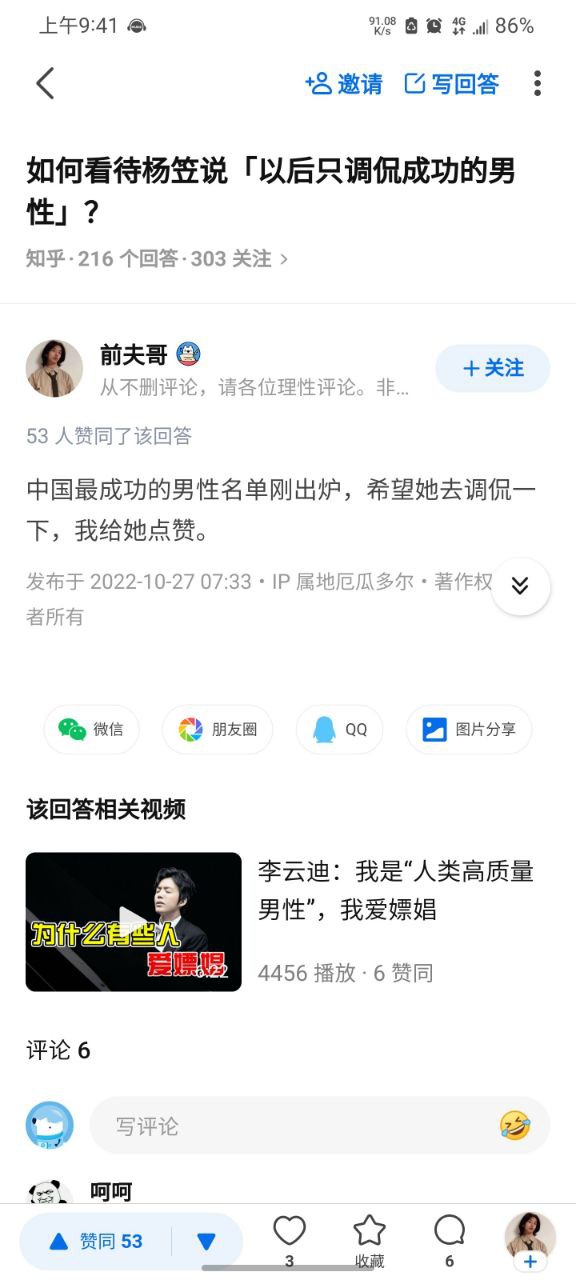 上午9:41
91.08
K/s
4G
86%
邀请
写回答
如何看待杨笠说「以后只调侃成功的男
性」？
知乎·216 个回答·303 关注 >
前夫哥
从不删评论，请各位理性评论。非...
+关注
53 人赞同了该回答
中国最成功的男性名单刚出炉，希望她去调侃一
下，我给她点赞。
发布于 2022-10-27 07:33・IP 属地厄瓜多尔・著作权
者所有
微信
朋友圈
QQ
图片分享
该回答相关视频
为什么有些人
爱嫖娼
李云迪：我是“人类高质量
男性”，我爱嫖娼
4456 播放 · 6 赞同
评论 6
写评论
呵呵
赞同 53
3
收藏
6